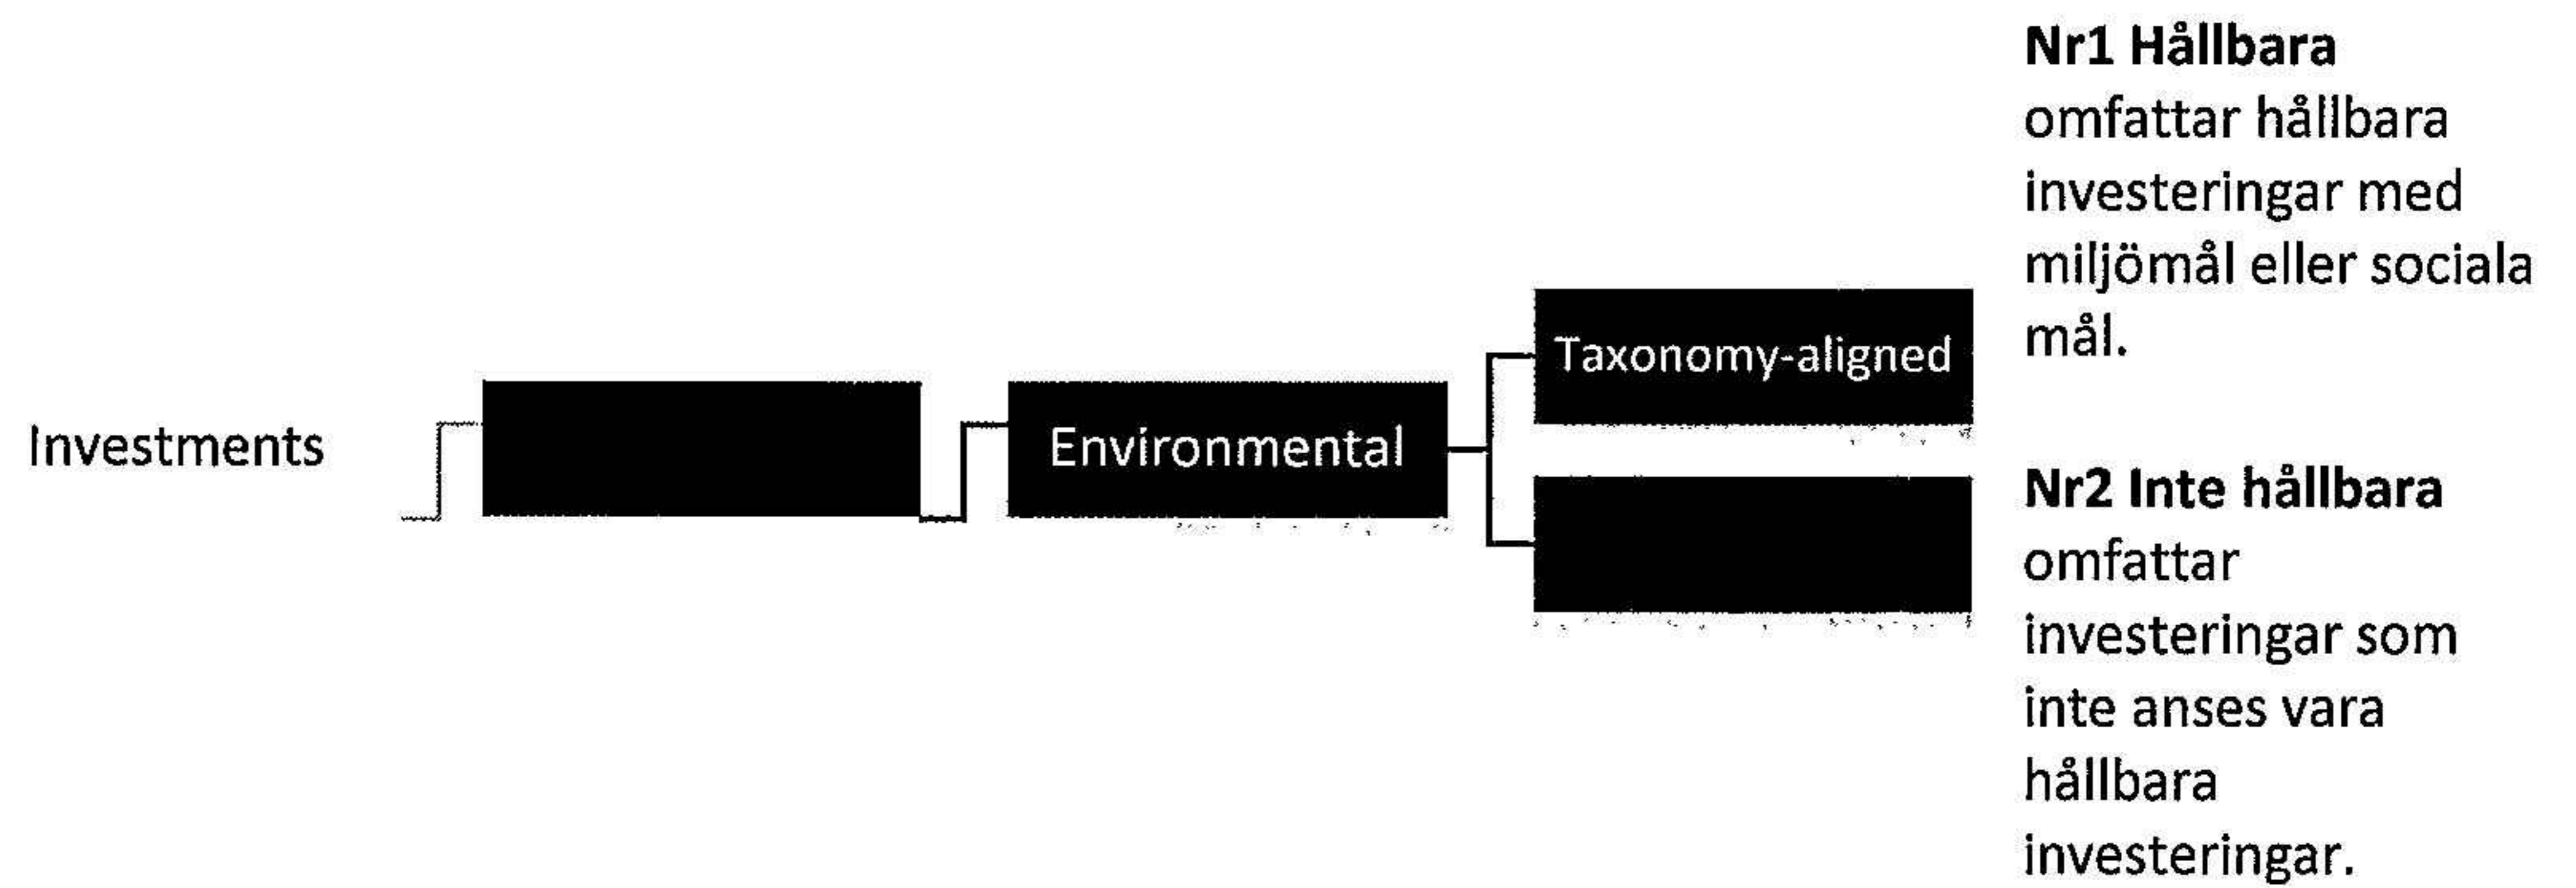 Investments
Environmental
Taxonomy-aligned
Nr1 Hållbara
omfattar hållbara
investeringar med
miljömål eller sociala
mål.
Nr2 Inte hållbara
omfattar
investeringar som
inte anses vara
hållbara
investeringar.